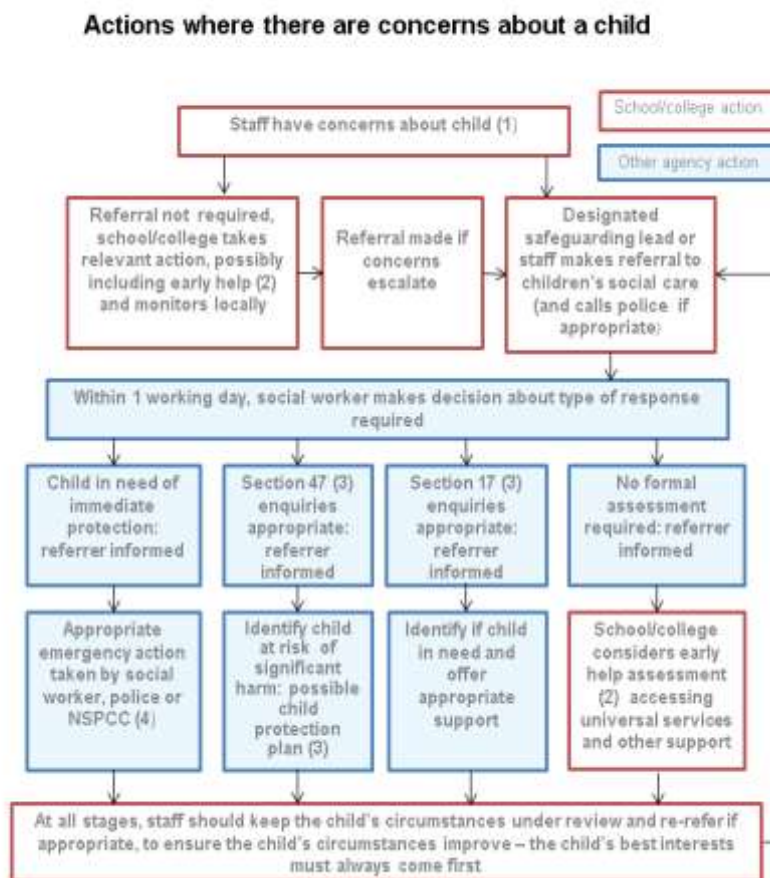 Actions where there are concerns about a child
School/college action
Other agency action
Staff have concerns about child (1)
Referral not required,
school/college takes
relevant action, possibly
including early help (2)
and monitors locally
Referral made if
concerns
escalate
Designated
safeguarding lead or
staff makes referral to
children's social care
(and calls police if
appropriate)
Within 1 working day, social worker makes decision about type of response
required
Child in need of
immediate
protection:
referrer informed
Section 47 (3)
enquiries
appropriate:
referrer
informed
Section 17 (3)
enquiries
appropriate:
referrer
informed
No formal
assessment
required: referrer
informed
Appropriate
emergency action
taken by social
worker, police or
NSPCC (4)
Identify child
at risk of
significant
harm: possible
child
protection
plan (3)
Identify if child
in need and
offer
appropriate
support
School/college
considers early
help assessment
(2) accessing
universal services
and other support
At all stages, staff should keep the child's circumstances under review and re-refer if
appropriate, to ensure the child's circumstances improve – the child's best interests
must always come first